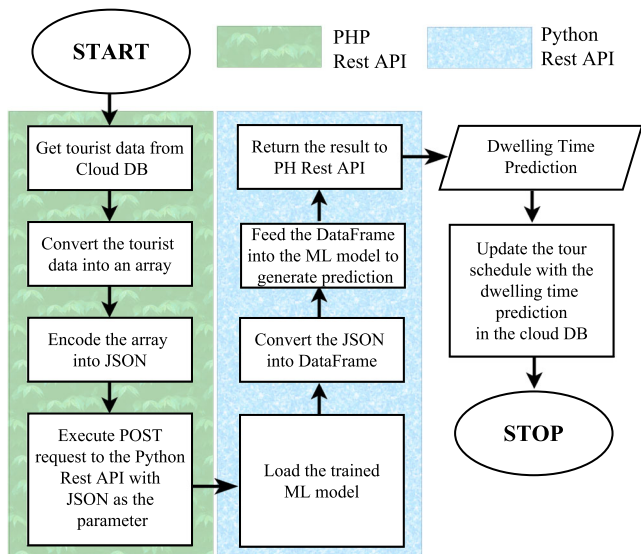 START
PHP
Rest API
Python
Rest API
Get tourist data from
Cloud DB
Convert the tourist
data into an array
Encode the array
into JSON
Execute POST
request to the Python
Rest API with
JSON as the
parameter
Load the trained
ML model
Convert the JSON
into DataFrame
Feed the DataFrame
into the ML model to
generate prediction
Return the result to
PH Rest API
Dwelling Time
Prediction
Update the tour
schedule with the
dwelling time
prediction
in the cloud DB
STOP